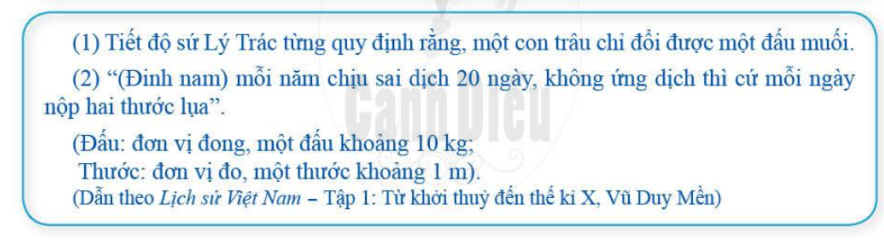 (1) Tiết độ sứ Lý Trác từng quy định rằng, một con trâu chỉ đổi được một đấu muối.
(2) “(Đinh nam) mỗi năm chịu sai dịch 20 ngày, không ứng dịch thì cứ mỗi ngày
nộp hai thước lụa”.
(Đấu: đơn vị đong, một đấu khoảng 10 kg;
Thước: đơn vị đo, một thước khoảng 1 m).
(Dẫn theo Lịch sử Việt Nam – Tập 1: Từ khởi thuỷ đến thế kỉ X, Vũ Duy Mền)
Cánh Diều